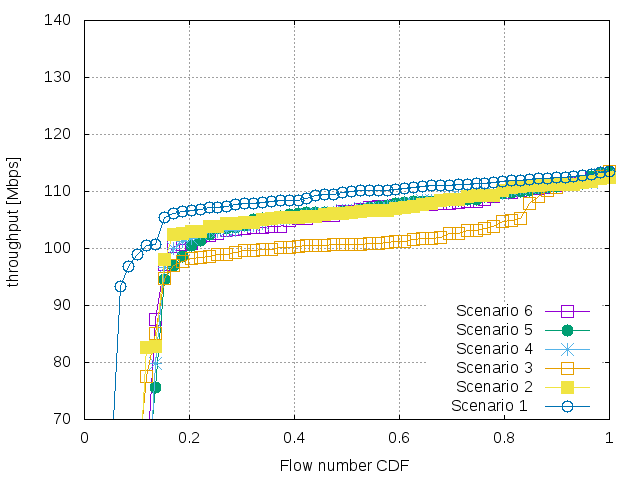 140
130
120
110
100
90
80
70
throughput [Mbps]
Scenario 6
Scenario 5
Scenario 4
Scenario 3
Scenario 2
Scenario 1
0 0.2 0.4 0.6 0.8 1
Flow number CDF